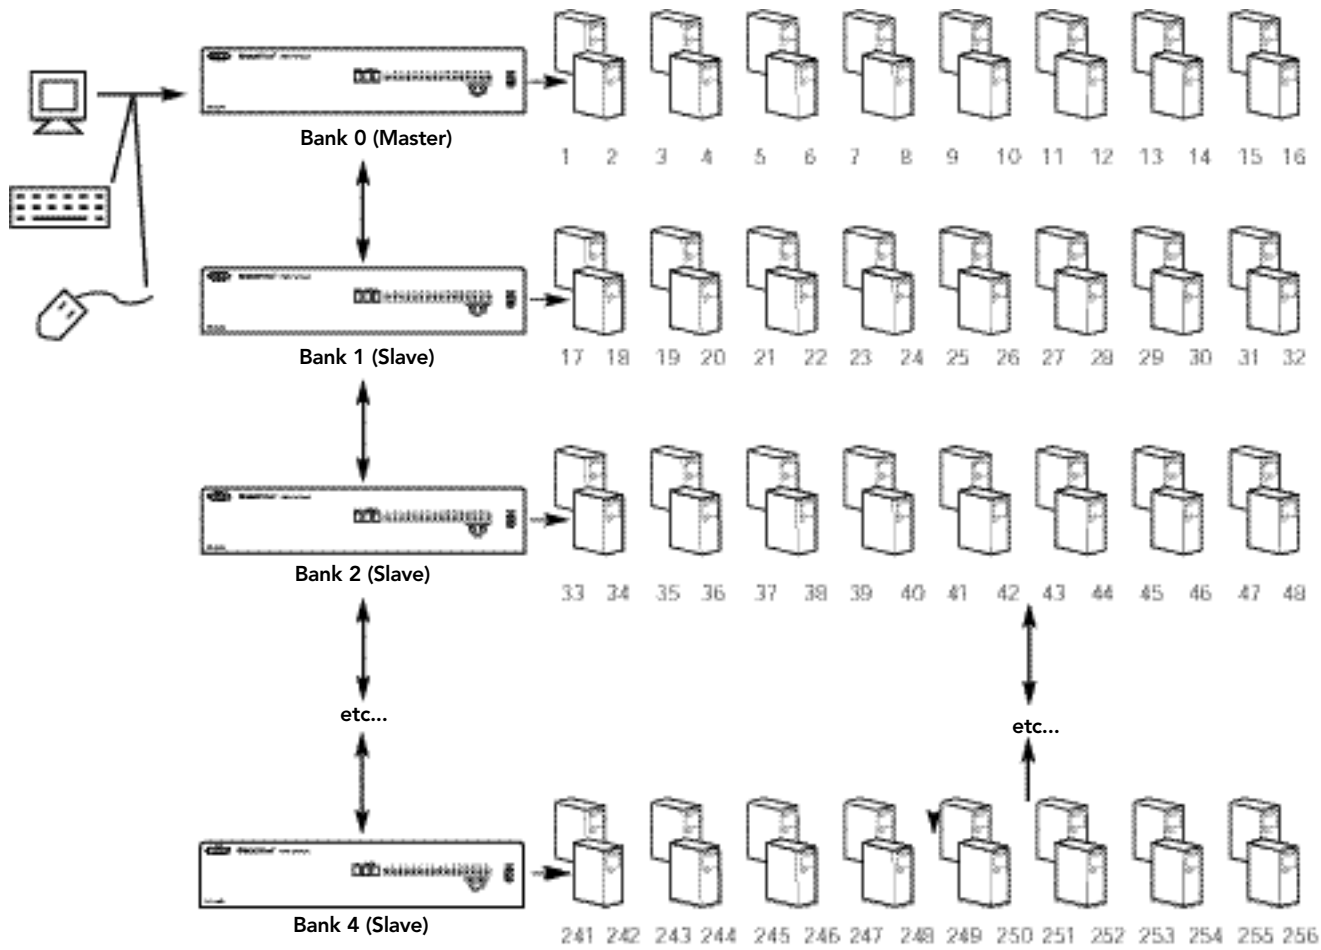 Bank 0 (Master)
1 2 3 4 5 6 7 8 9 10 11 12 13 14 15 16
Bank 1 (Slave)
17 18 19 20 21 22 23 24 25 26 27 28 29 30 31 32
Bank 2 (Slave)
33 34 35 36 37 38 39 40 41 42 43 44 45 46 47 48
etc...
etc...
Bank 4 (Slave)
241 242 243 244 245 246 247 248 249 250 251 252 253 254 255 256